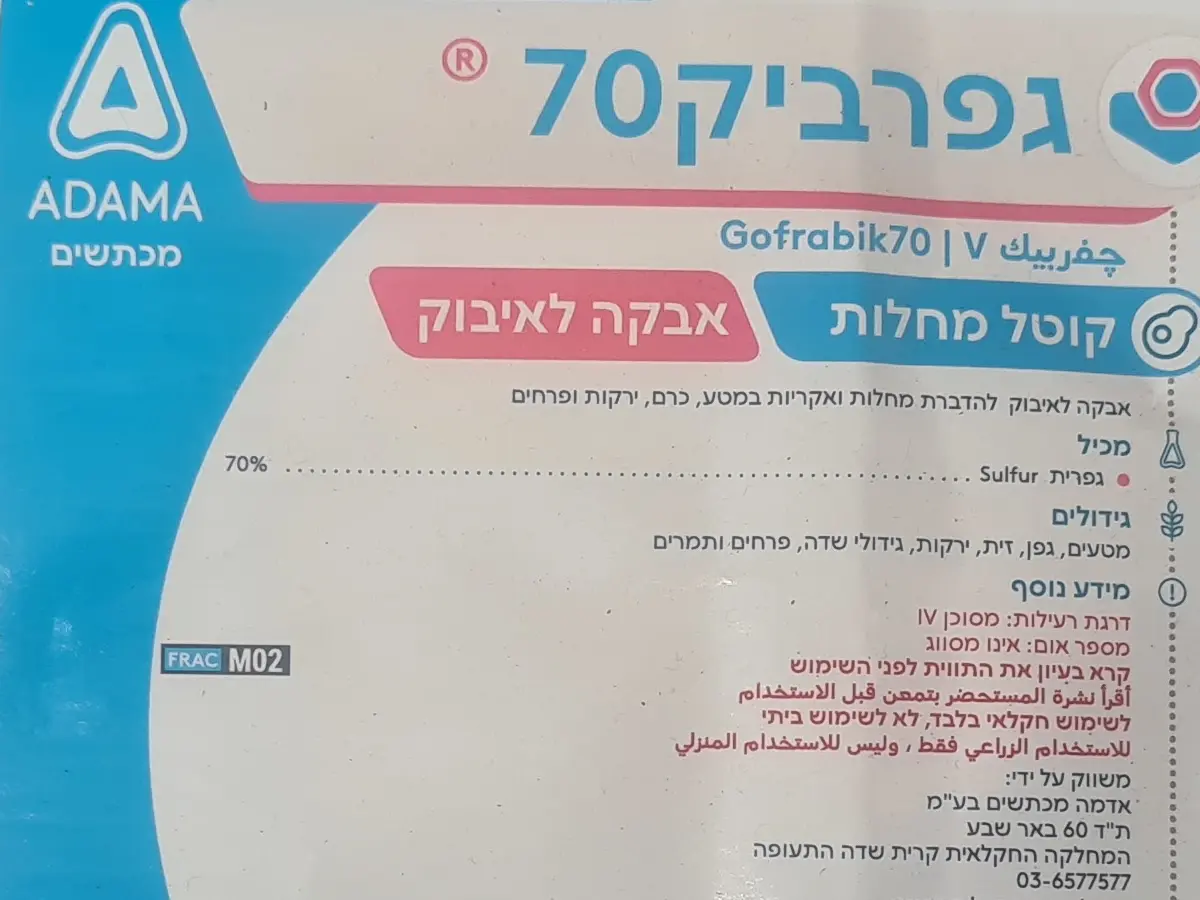 גפרביק70®
ADAMA
מכתשים
چفربيك Gofrabik70 | V
קוטל מחלות
אבקה לאיבוק
אבקה לאיבוק להדברת מחלות ואקריות במטע, כרם, ירקות ופרחים
מכיל
גפרית Sulfur .......... 70%
גידולים
מטעים, גפן, זית, ירקות, גידולי שדה, פרחים ותמרים
מידע נוסף
דרגת רעילות: מסוכן IV
מספר אום: אינו מסווג
קרא בעיון את התווית לפני השימוש
أقرأ نشرة المستحضر بتمعن قبل الاستخدام
לשימוש חקלאי בלבד, לא לשימוש ביתי
للاستخدام الزراعي فقط ، وليس للاستخدام المنزلي
FRAC M02
משווק על ידי:
אדמה מכתשים בע"מ
ת"ד 60 באר שבע
המחלקה החקלאית קרית שדה התעופה
03-6577577